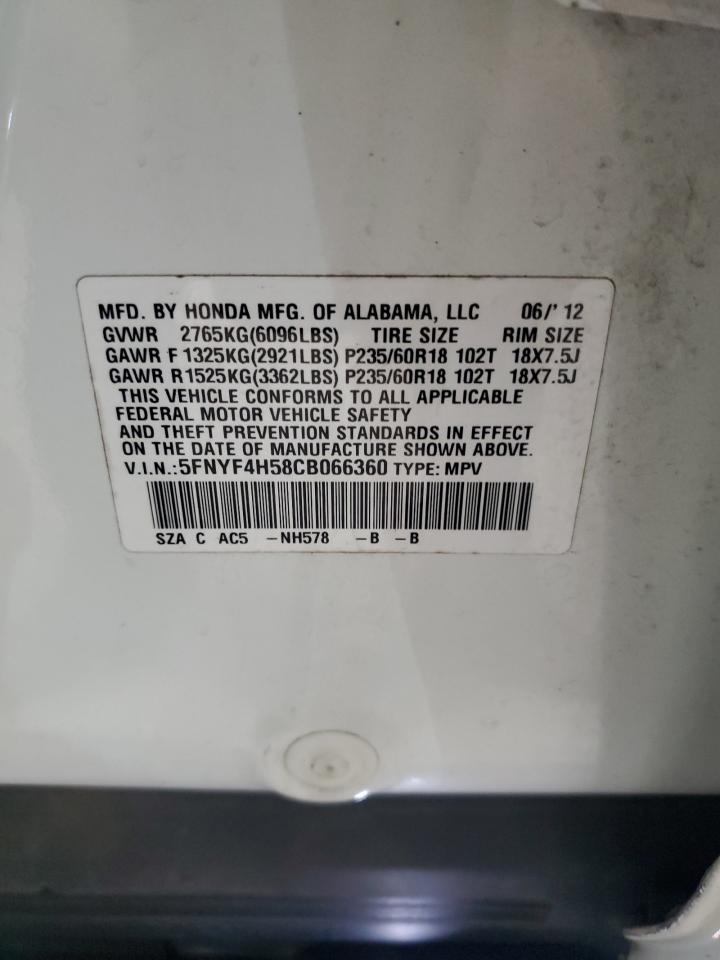 MFD. BY HONDA MFG. OF ALABAMA, LLC 06/'12
GVWR 2765KG(6096LBS) TIRE SIZE RIM SIZE
GAWR F 1325KG(2921LBS) P235/60R18 102T 18X7.5J
GAWR R1525KG(3362LBS) P235/60R18 102T 18X7.5J
THIS VEHICLE CONFORMS TO ALL APPLICABLE
FEDERAL MOTOR VEHICLE SAFETY
AND THEFT PREVENTION STANDARDS IN EFFECT
ON THE DATE OF MANUFACTURE SHOWN ABOVE.
V.I.N.:5FNYF4H58CB066360 TYPE: MPV
SZA C AC5 -NH578 -B -B